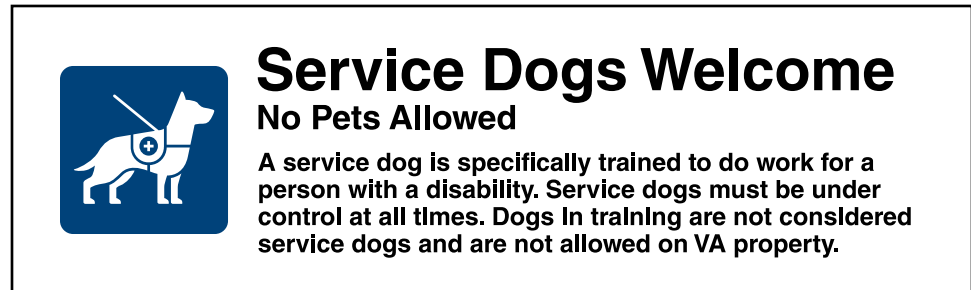 Service Dogs Welcome
No Pets Allowed
A service dog is specifically trained to do work for a
person with a disability. Service dogs must be under
control at all times. Dogs in training are not considered
service dogs and are not allowed on VA property.